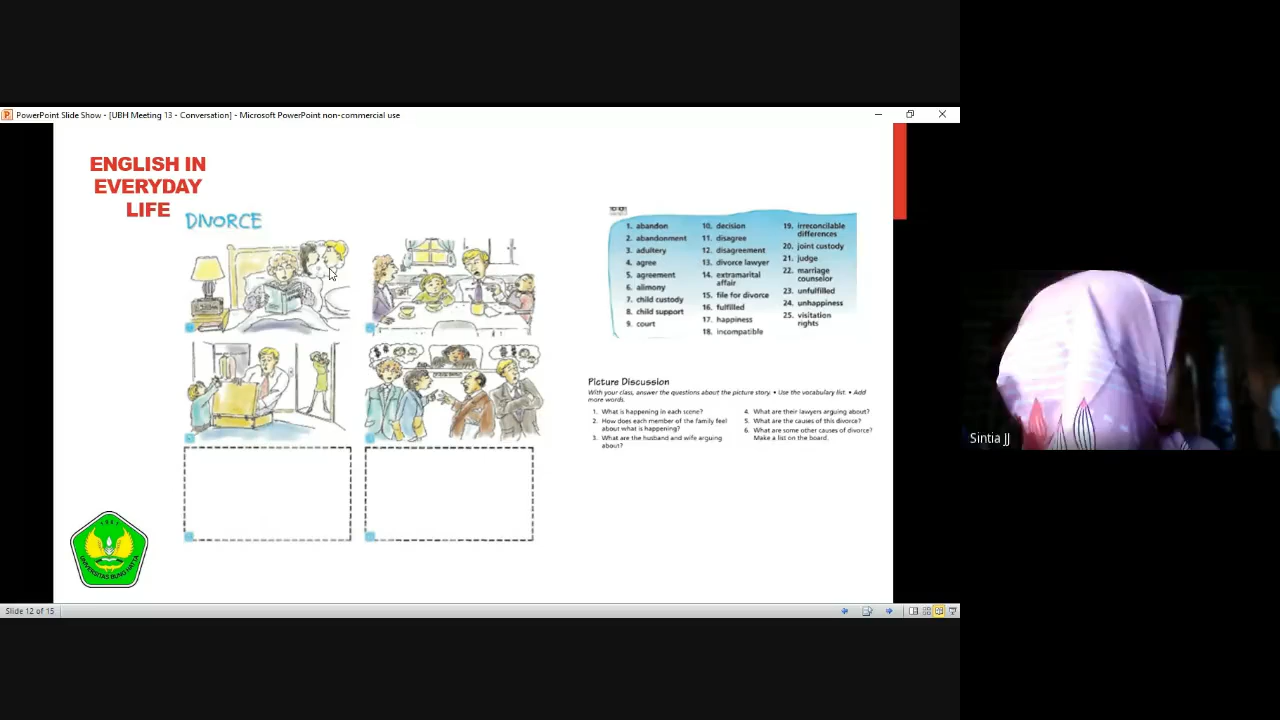 PowerPoint Slide Show - [UBH Meeting 13 - Conversation] - Microsoft PowerPoint non-commercial use
ENGLISH IN
EVERYDAY
LIFE
DIVORCE
1. abandon
2. abandonment
3. adultery
4. agree
5. agreement
6. alimony
7. child custody
8. child support
9. court
10. decision
11. disagree
12. disagreement
13. divorce lawyer
14. extramarital
affair
15. file for divorce
16. fulfilled
17. happiness
18. incompatible
19. irreconcilable
differences
20. joint custody
21. judge
22. marriage
counselor
23. unfulfilled
24. unhappiness
25. visitation
rights
Picture Discussion
With your class, answer the questions about the picture story. • Use the vocabulary list. • Add
more words.
1. What is happening in each scene?
2. How does each member of the family feel
about what is happening?
3. What are the husband and wife arguing
about?
4. What are their lawyers arguing about?
5. What are the causes of this divorce?
6. What are some other causes of divorce?
Make a list on the board.
1981
UNIVERSITAS BUNG HATTA
Slide 12 of 15
Sintia JJ